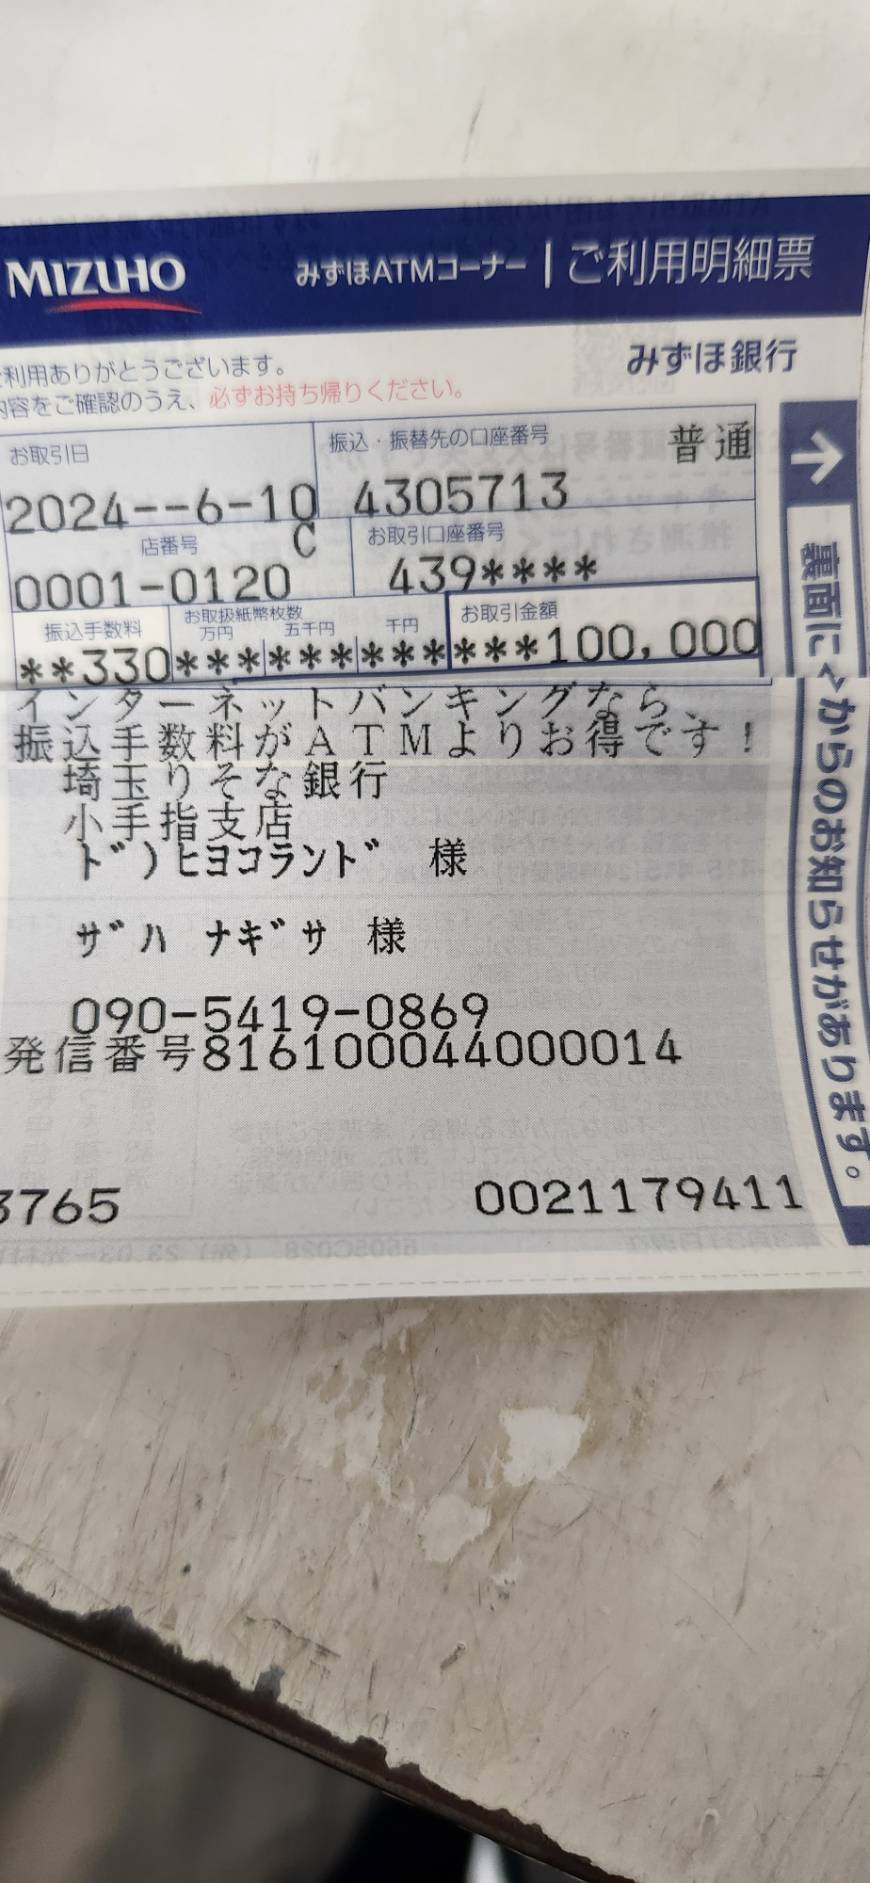 MIZUHO みずほATMコーナー | ご利用明細票
みずほ銀行
利用ありがとうございます。
内容をご確認のうえ、必ずお持ち帰りください。
お取引日 振込・振替先の口座番号 普通
2024--6-10 4305713
店番号 C お取引口座番号
0001-0120 439****
振込手数料 お取扱紙幣枚数 万円 五千円 千円 お取引金額
**330*** *** *** ***100,000
インターネットバンキングなら、
振込手数料がATMよりお得です!
埼玉りそな銀行
小手指支店
ド)ヒヨコランド 様
ザハ ナギサ 様
090-5419-0869
発信番号816100044000014
3765 0021179411
からのお知らせがあります。